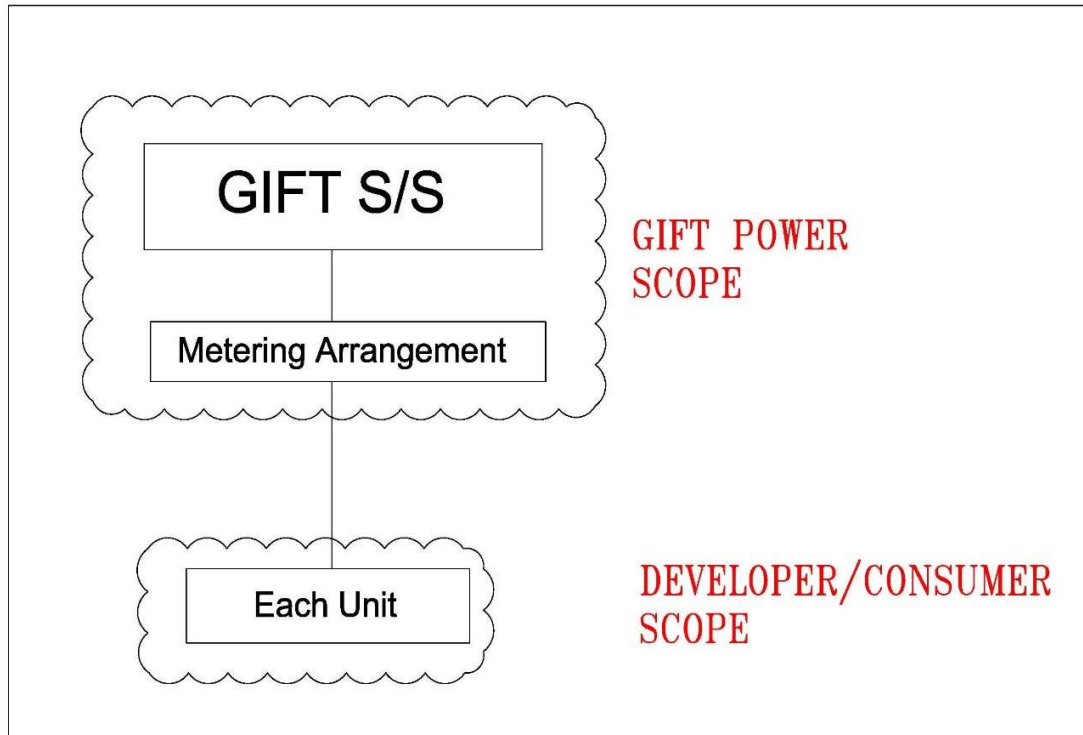 GIFT S/S
GIFT POWER
SCOPE
Metering Arrangement
Each Unit
DEVELOPER/CONSUMER
SCOPE